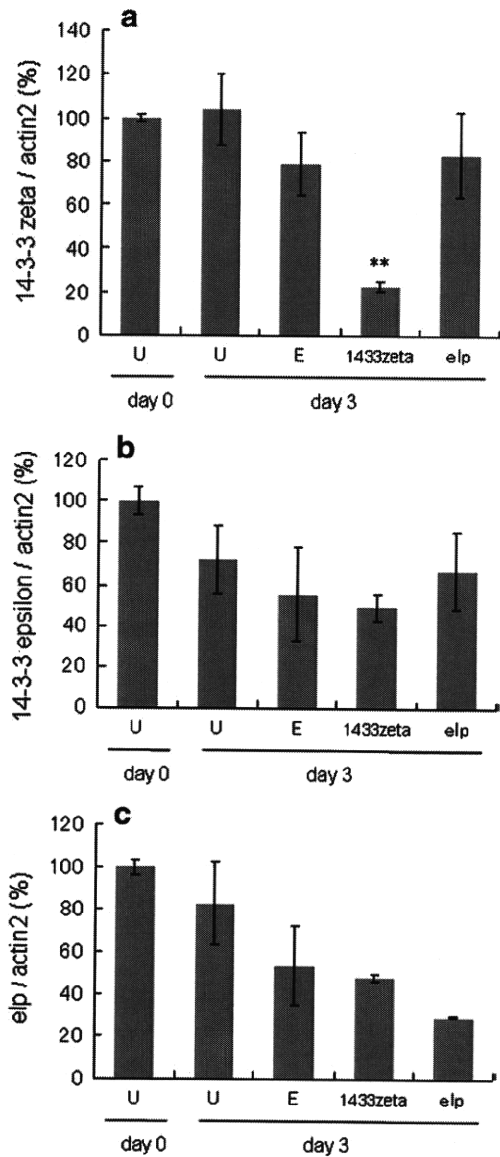 a
14-3-3 zeta / actin2 (%)
140
120
100
80
60
40
20
0
**
U U E 1433zeta elp
day 0 day 3
b
14-3-3 epsilon / actin2 (%)
120
100
80
60
40
20
0
U U E 1433zeta elp
day 0 day 3
c
elp / actin2 (%)
120
100
80
60
40
20
0
U U E 1433zeta elp
day 0 day 3